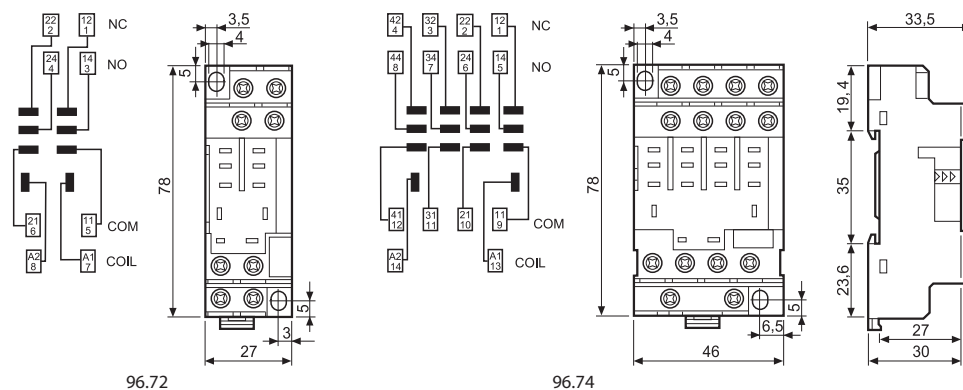 22 2 12 1 NC
24 4 14 3 NO
21 6 11 5 COM
A2 8 A1 7 COIL
3,5
4
5
78
5
3
27
96.72
42 4 32 3 22 2 12 1 NC
44 8 34 7 24 6 14 5 NO
41 12 31 11 21 10 11 9 COM
A2 14 A1 13 COIL
3,5
4
5
78
5
6,5
46
96.74
33,5
19,4
35
23,6
27
30